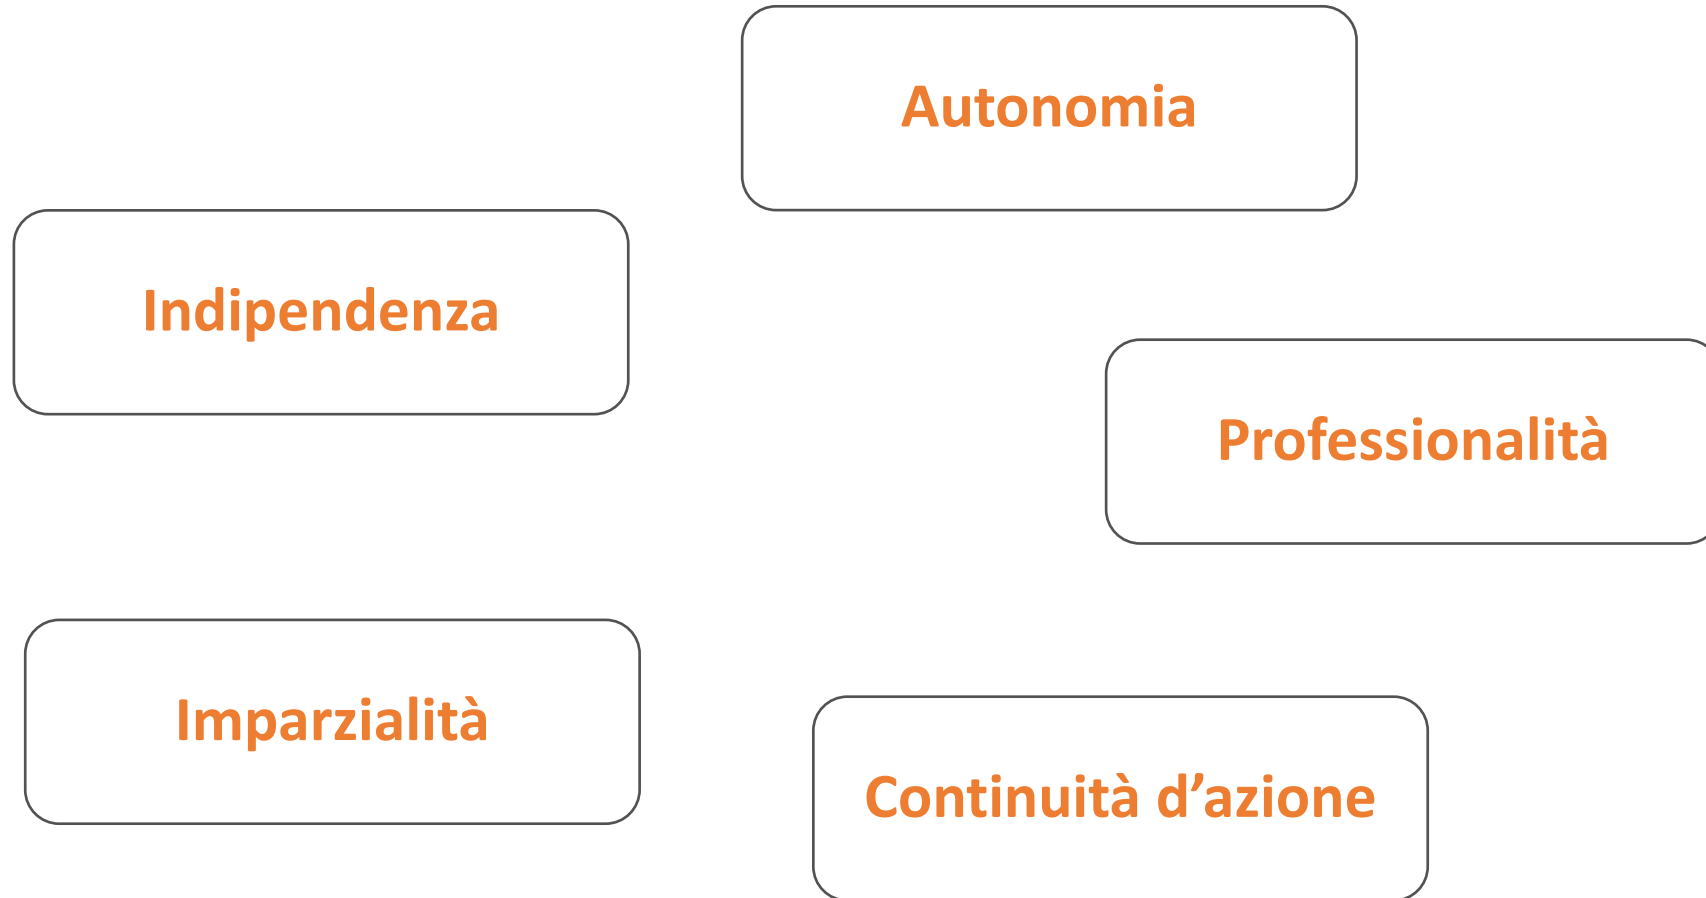 Autonomia
Indipendenza
Professionalità
Imparzialità
Continuità d’azione